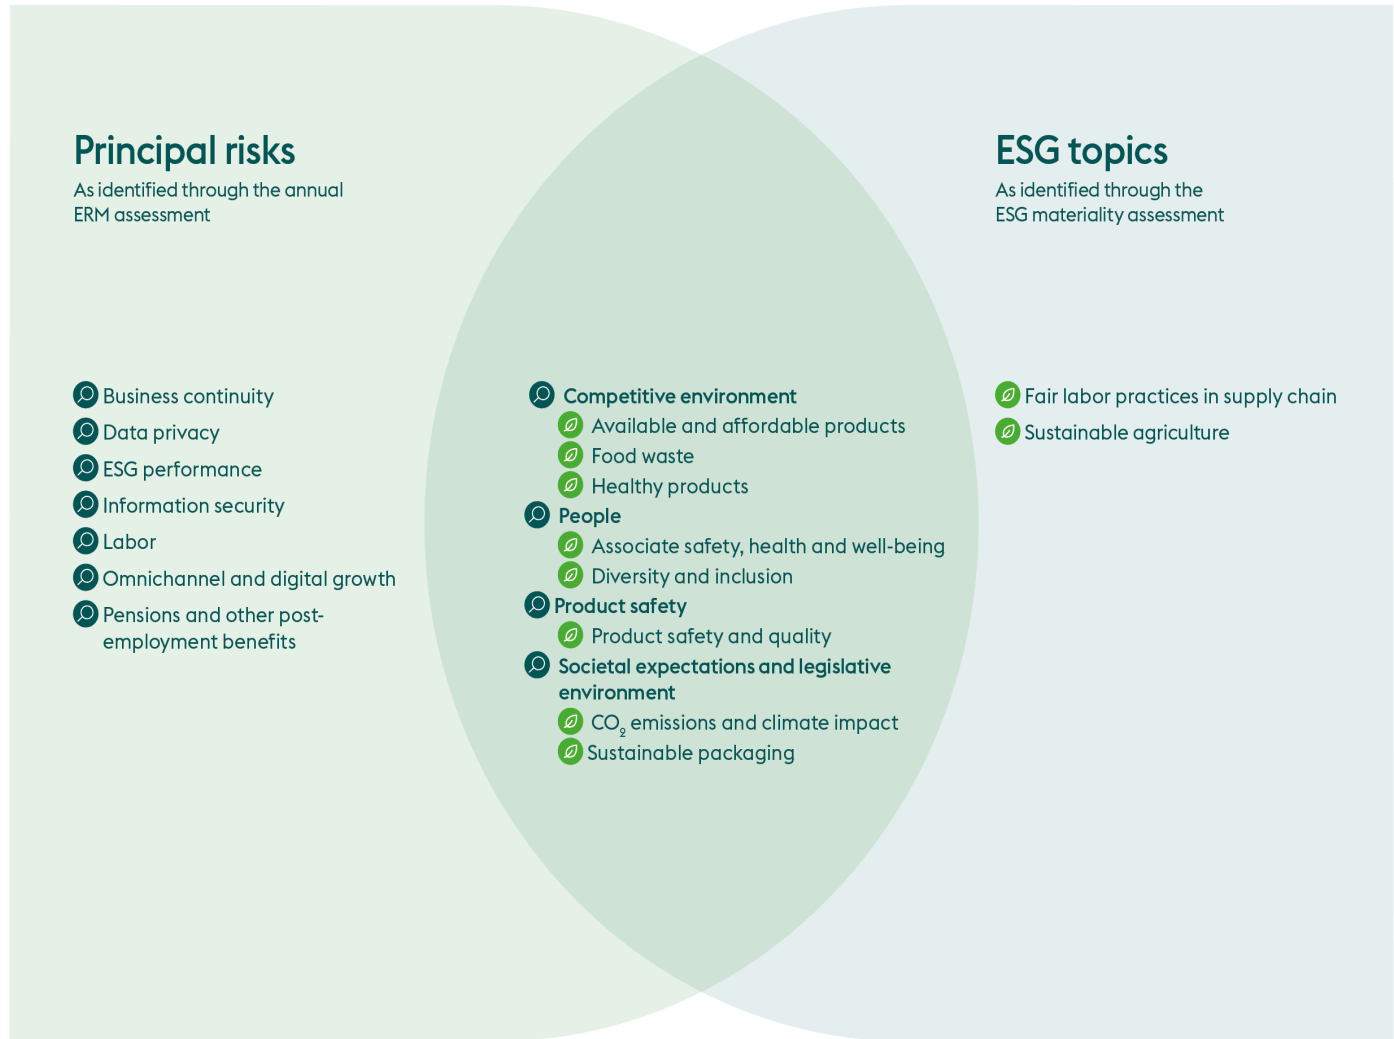 Principal risks
As identified through the annual
ERM assessment
Business continuity
Data privacy
ESG performance
Information security
Labor
Omnichannel and digital growth
Pensions and other post-
employment benefits
Competitive environment
Available and affordable products
Food waste
Healthy products
People
Associate safety, health and well-being
Diversity and inclusion
Product safety
Product safety and quality
Societal expectations and legislative
environment
CO₂ emissions and climate impact
Sustainable packaging
ESG topics
As identified through the
ESG materiality assessment
Fair labor practices in supply chain
Sustainable agriculture